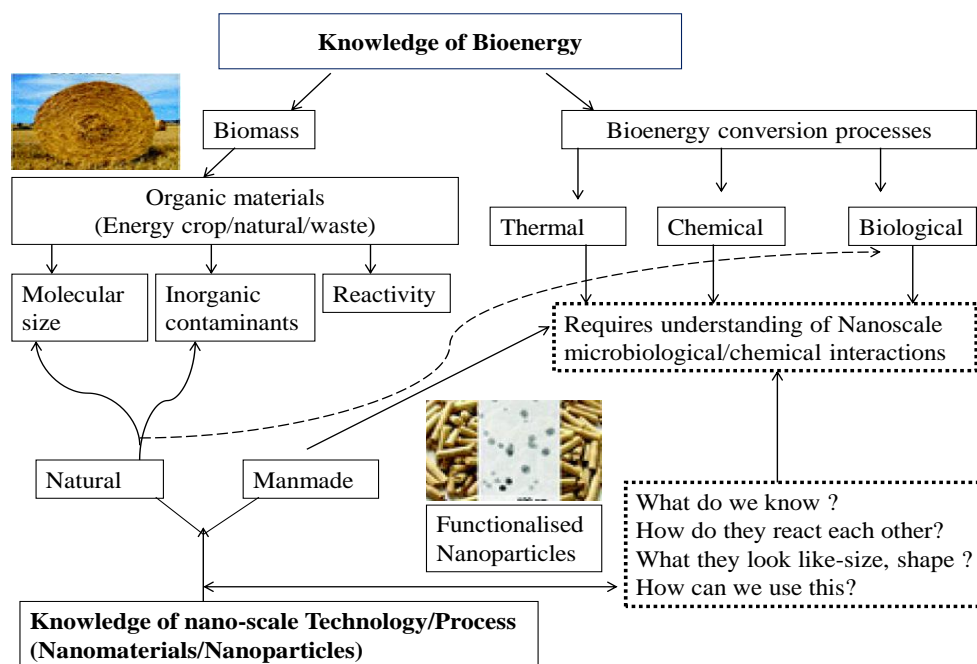 Knowledge of Bioenergy
Biomass
Bioenergy conversion processes
Organic materials
(Energy crop/natural/waste)
Thermal
Chemical
Biological
Molecular
size
Inorganic
contaminants
Reactivity
Requires understanding of Nanoscale
microbiological/chemical interactions
Natural
Manmade
Functionalised
Nanoparticles
What do we know ?
How do they react each other?
What they look like-size, shape ?
How can we use this?
Knowledge of nano-scale Technology/Process
(Nanomaterials/Nanoparticles)